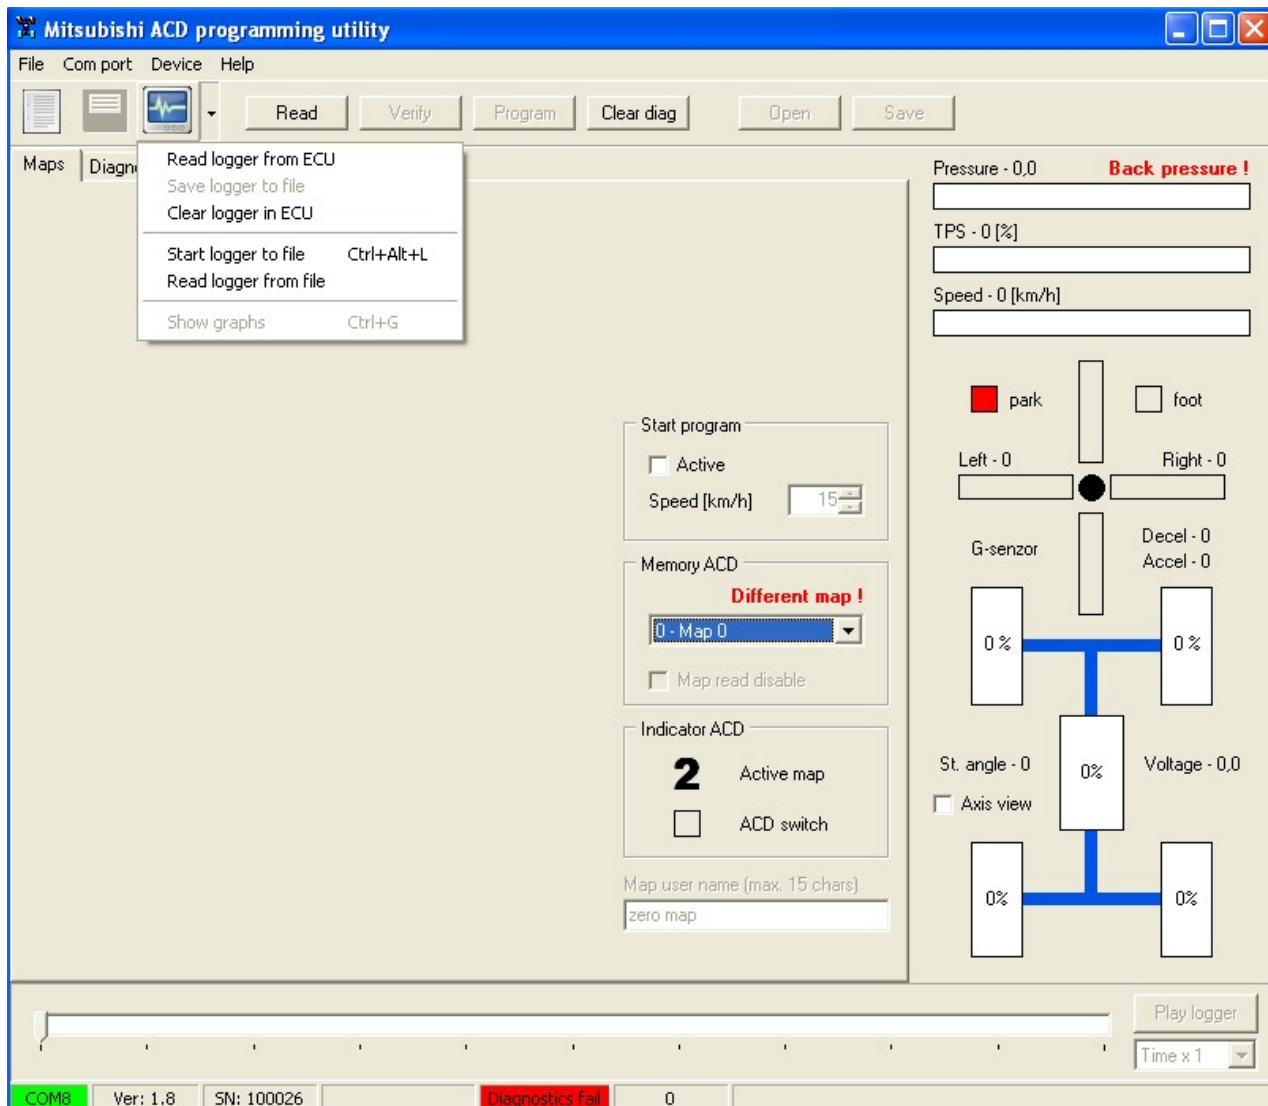 Mitsubishi ACD programming utility
File Com port Device Help
Read Verify Program Clear diag Open Save
Maps Diagn
Read logger from ECU
Save logger to file
Clear logger in ECU
Start logger to file Ctrl+Alt+L
Read logger from file
Show graphs Ctrl+G
Start program
Active
Speed [km/h] 15
Memory ACD
Different map !
0 - Map 0
Map read disable
Indicator ACD
2 Active map
ACD switch
Map user name (max. 15 chars)
zero map
Pressure - 0,0 Back pressure !
TPS - 0 [%]
Speed - 0 [km/h]
park foot
Left - 0 Right - 0
G-senzor
Decel - 0
Accel - 0
0 % 0 %
St. angle - 0 0% Voltage - 0,0
Axis view
0% 0%
Play logger
Time x 1
COM8 Ver: 1.8 SN: 100026 Diagnostics fail 0